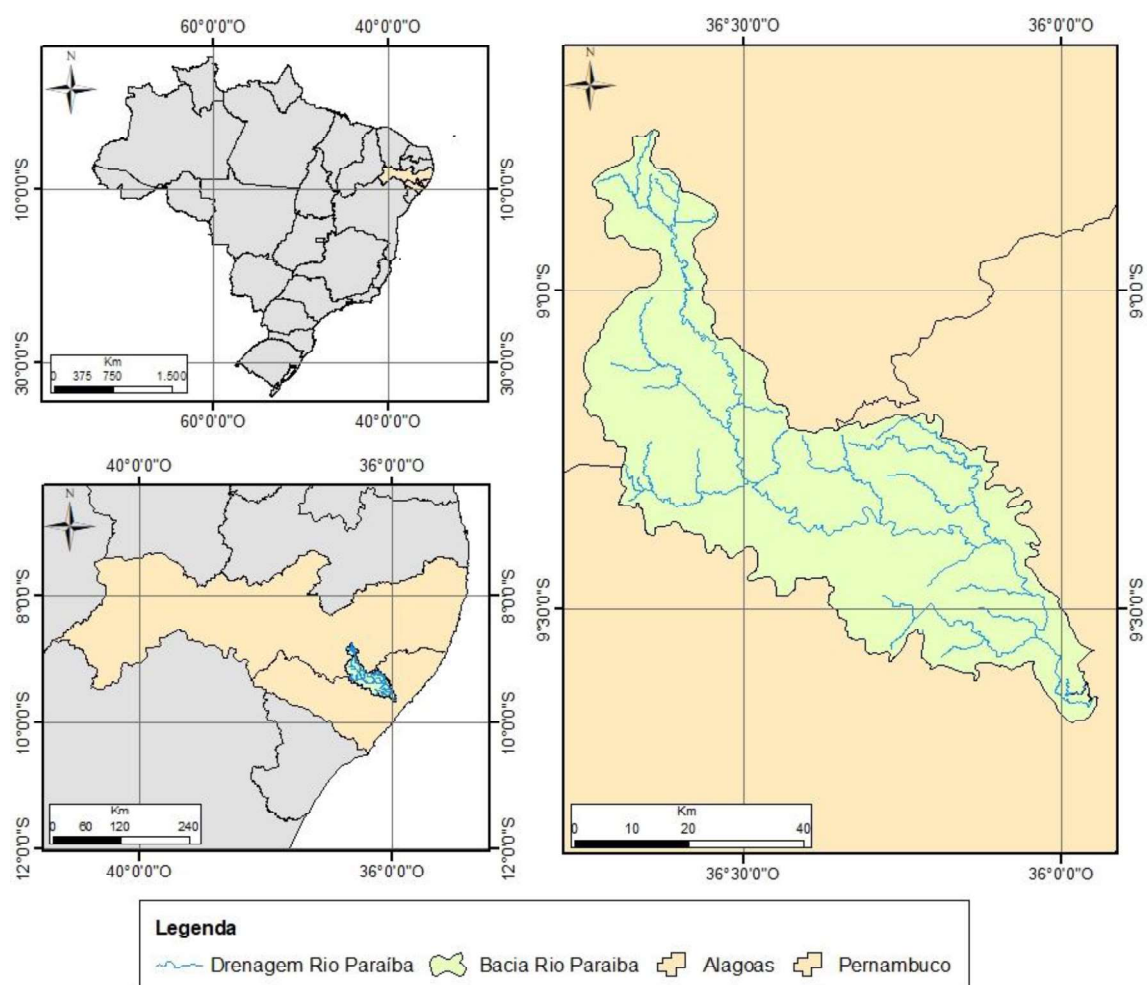 60°0'0"O 40°0'0"O
N
10°0'0"S 10°0'0"S
30°0'0"S 30°0'0"S
Km
0 375 750 1.500
60°0'0"O 40°0'0"O
40°0'0"O 36°0'0"O
N
8°0'0"S 8°0'0"S
10°0'0"S 10°0'0"S
Km
0 60 120 240
12°0'0"S 12°0'0"S
40°0'0"O 36°0'0"O
36°30'0"O 36°0'0"O
N
9°0'0"S 9°0'0"S
9°30'0"S 9°30'0"S
Km
0 10 20 40
36°30'0"O 36°0'0"O
Legenda
Drenagem Rio Paraíba Bacia Rio Paraiba Alagoas Pernambuco